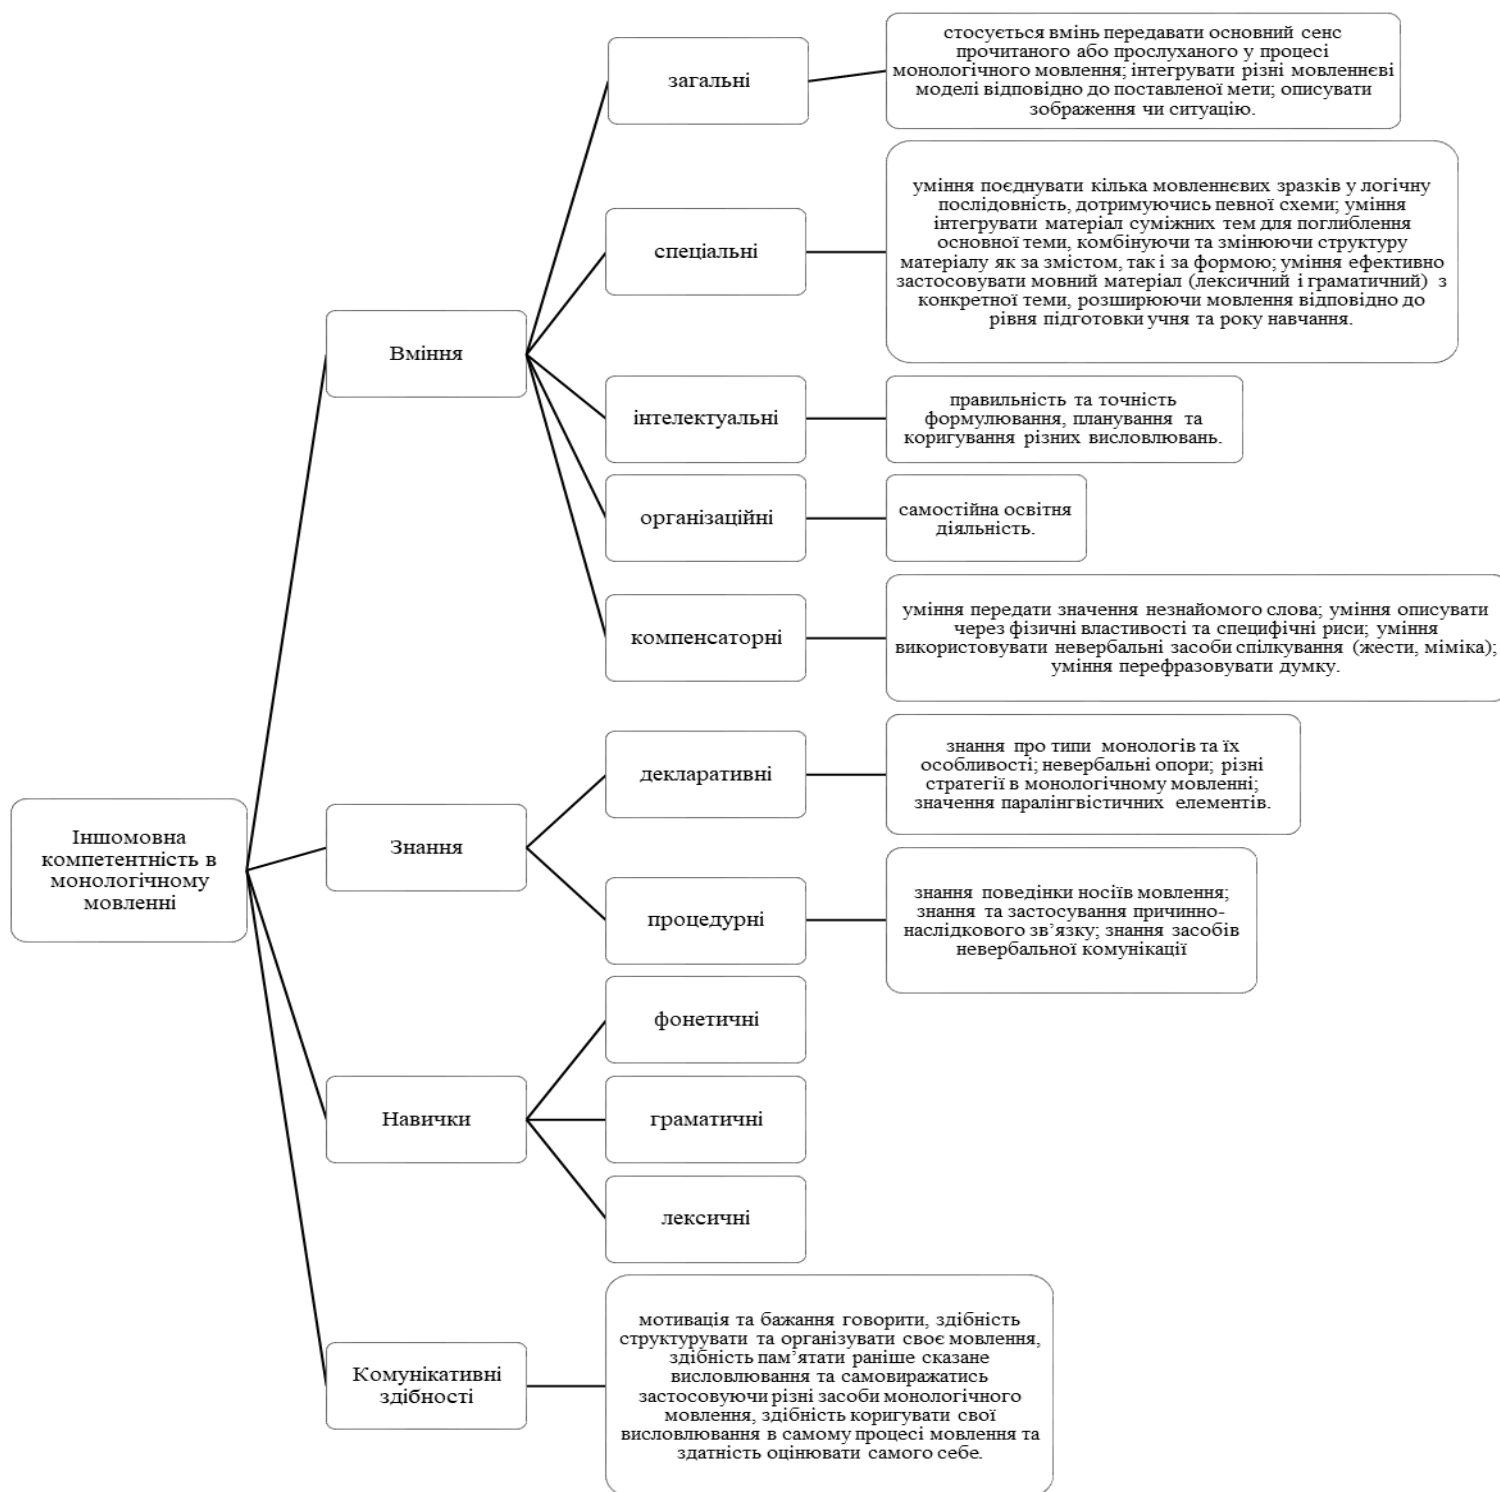 Іншомовна
компетентність в
монологічному
мовленні
Вміння
загальні
стосується вмінь передавати основний сенс
прочитаного або прослуханого у процесі
монологічного мовлення; інтегрувати різні мовленнєві
моделі відповідно до поставленої мети; описувати
зображення чи ситуацію.
спеціальні
уміння поєднувати кілька мовленнєвих зразків у логічну
послідовність, дотримуючись певної схеми; уміння
інтегрувати матеріал суміжних тем для поглиблення
основної теми, комбінуючи та змінюючи структуру
матеріалу як за змістом, так і за формою; уміння ефективно
застосовувати мовний матеріал (лексичний і граматичний) з
конкретної теми, розширюючи мовлення відповідно до
рівня підготовки учня та року навчання.
інтелектуальні
правильність та точність
формулювання, планування та
коригування різних висловлювань.
організаційні
самостійна освітня
діяльність.
компенсаторні
уміння передати значення незнайомого слова; уміння описувати
через фізичні властивості та специфічні риси; уміння
використовувати невербальні засоби спілкування (жести, міміка);
уміння перефразовувати думку.
Знання
декларативні
знання про типи монологів та їх
особливості; невербальні опори; різні
стратегії в монологічному мовленні;
значення паралінгвістичних елементів.
процедурні
знання поведінки носіїв мовлення;
знання та застосування причинно-
наслідкового зв’язку; знання засобів
невербальної комунікації
Навички
фонетичні
граматичні
лексичні
Комунікативні
здібності
мотивація та бажання говорити, здібність
структурувати та організувати своє мовлення,
здібність пам’ятати раніше сказане
висловлювання та самовиражатись
застосовуючи різні засоби монологічного
мовлення, здібність коригувати свої
висловлювання в самому процесі мовлення та
здатність оцінювати самого себе.